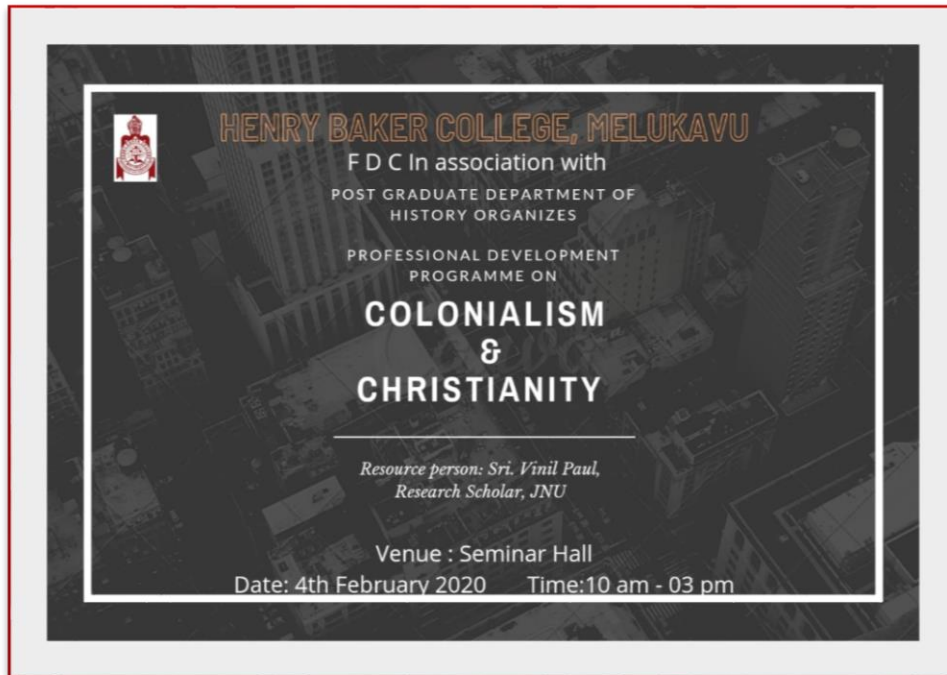 HENRY BAKER COLLEGE, MELUKAVU
F D C In association with
POST GRADUATE DEPARTMENT OF
HISTORY ORGANIZES
PROFESSIONAL DEVELOPMENT
PROGRAMME ON
COLONIALISM
&
CHRISTIANITY
Resource person: Sri. Vinil Paul,
Research Scholar, JNU
Venue : Seminar Hall
Date: 4th February 2020 Time:10 am - 03 pm